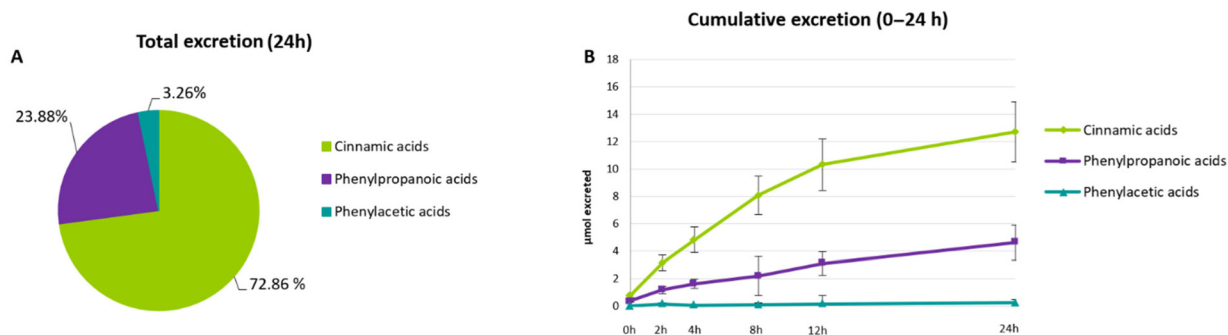 Total excretion (24h)
A
3.26%
23.88%
72.86 %
Cinnamic acids
Phenylpropanoic acids
Phenylacetic acids
Cumulative excretion (0–24 h)
B
µmol excreted
18
16
14
12
10
8
6
4
2
0
0h 2h 4h 8h 12h 24h
Cinnamic acids
Phenylpropanoic acids
Phenylacetic acids